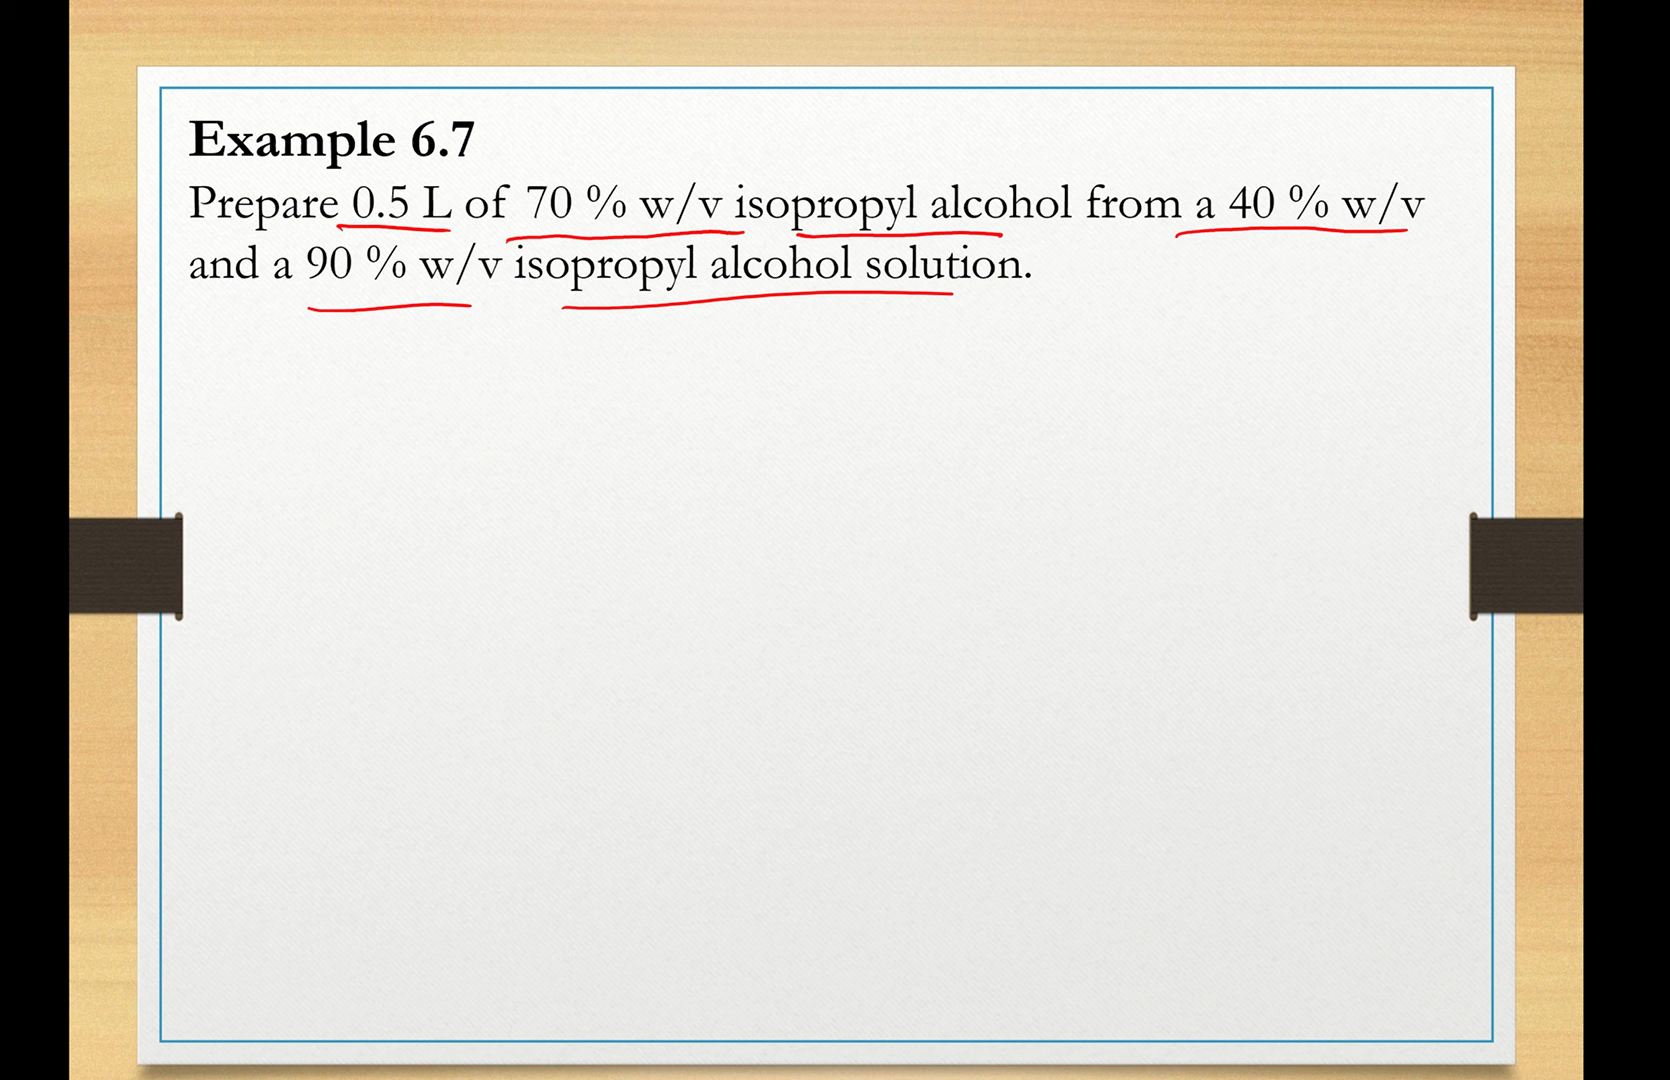 Example 6.7
Prepare 0.5 L of 70 % w/v isopropyl alcohol from a 40 % w/v
and a 90 % w/v isopropyl alcohol solution.